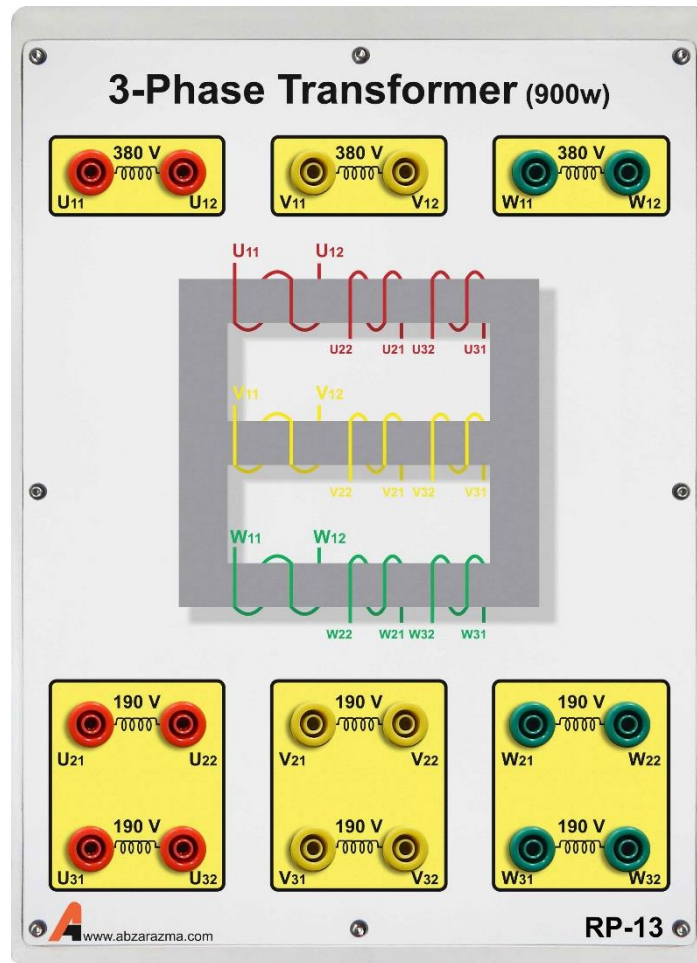 3-Phase Transformer (900w)
380 V 380 V 380 V
U11 U12 V11 V12 W11 W12
U11 U12
U22 U21 U32 U31
V11 V12
V22 V21 V32 V31
W11 W12
W22 W21 W32 W31
190 V 190 V 190 V
U21 U22 V21 V22 W21 W22
190 V 190 V 190 V
U31 U32 V31 V32 W31 W32
www.abzarazma.com RP-13